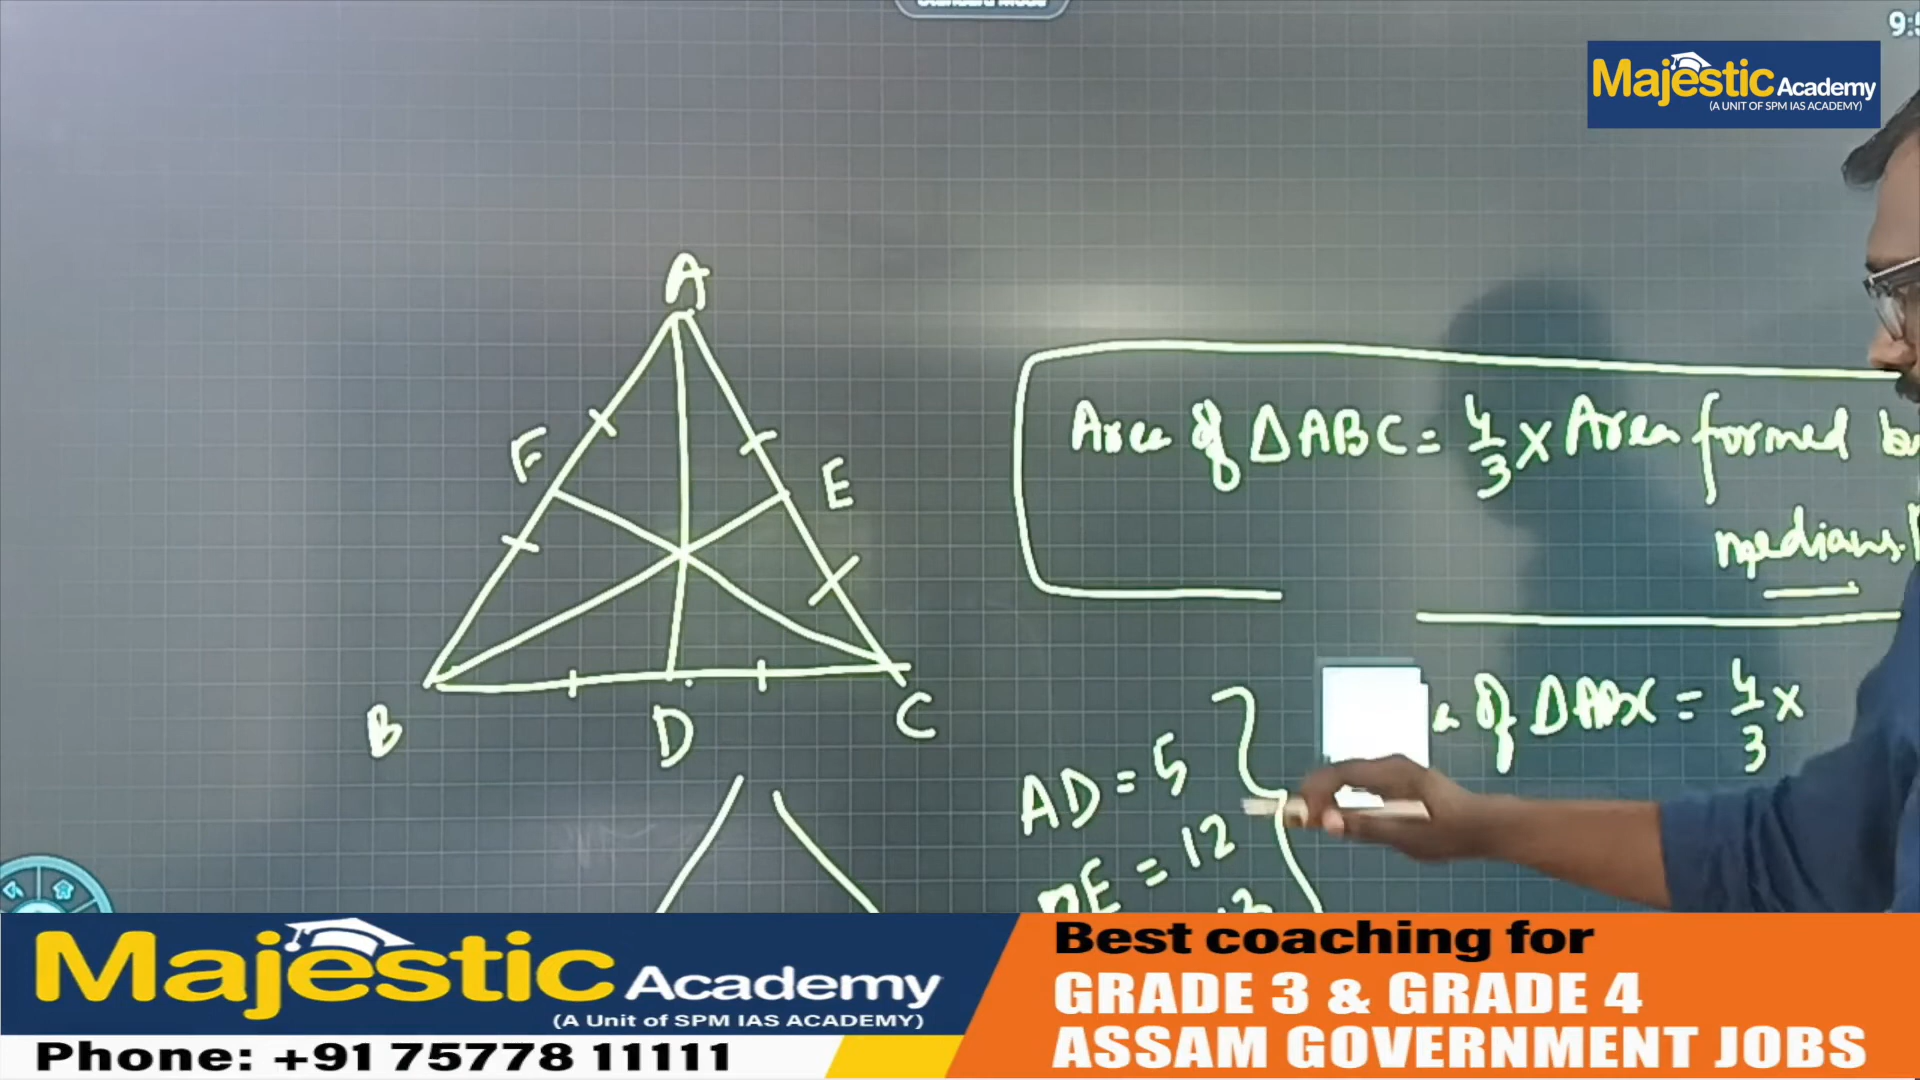 Majestic Academy
(A UNIT OF SPM IAS ACADEMY)
A
F
E
B
D
C
Area of ΔABC = 4/3 × Area formed
medians.
of ΔABC = 4/3 ×
AD = 5
BE = 12
Majestic Academy
(A Unit of SPM IAS ACADEMY)
Phone: +91 75778 11111
Best coaching for
GRADE 3 & GRADE 4
ASSAM GOVERNMENT JOBS